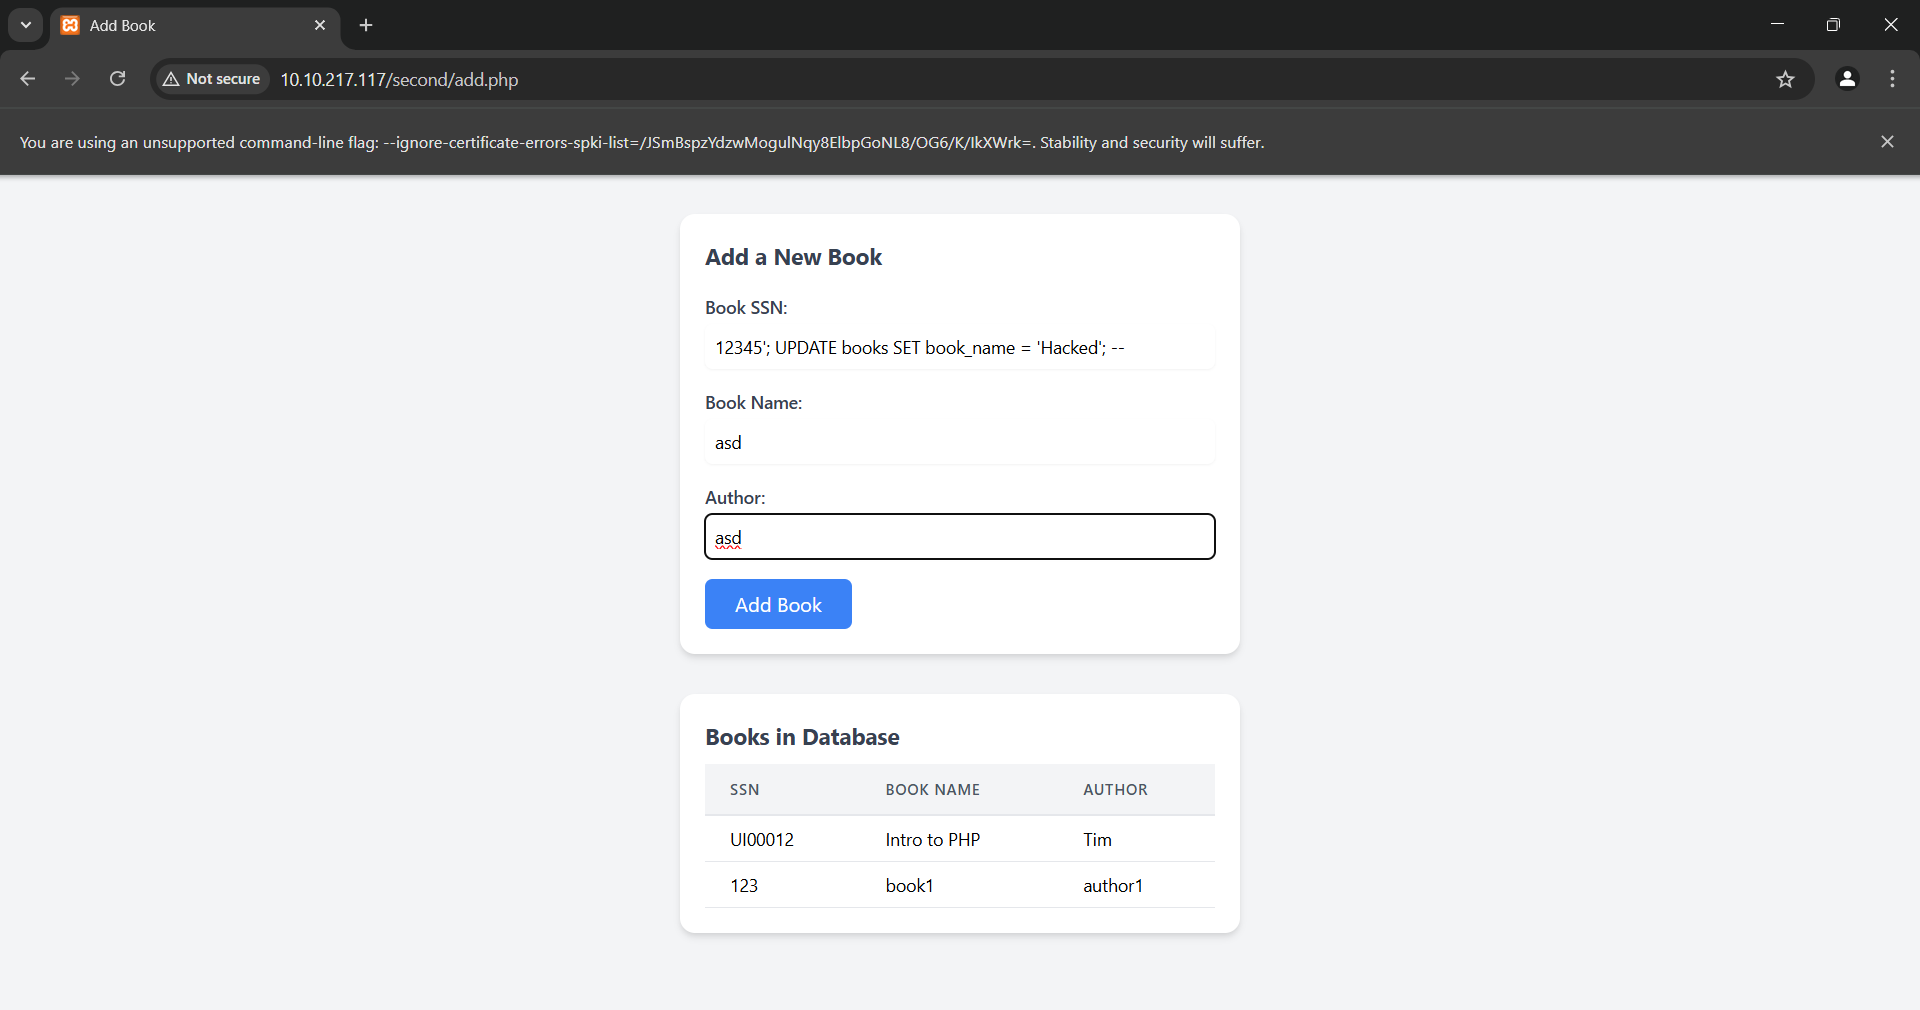 Add Book
Not secure
10.10.217.117/second/add.php
You are using an unsupported command-line flag: --ignore-certificate-errors-spki-list=/JSmBspzYdzwMogulNqy8ElbpGoNL8/OG6/K/IkXWrk=. Stability and security will suffer.
Add a New Book
Book SSN:
12345'; UPDATE books SET book_name = 'Hacked'; --
Book Name:
asd
Author:
asd
Add Book
Books in Database
SSN BOOK NAME AUTHOR
UI00012 Intro to PHP Tim
123 book1 author1